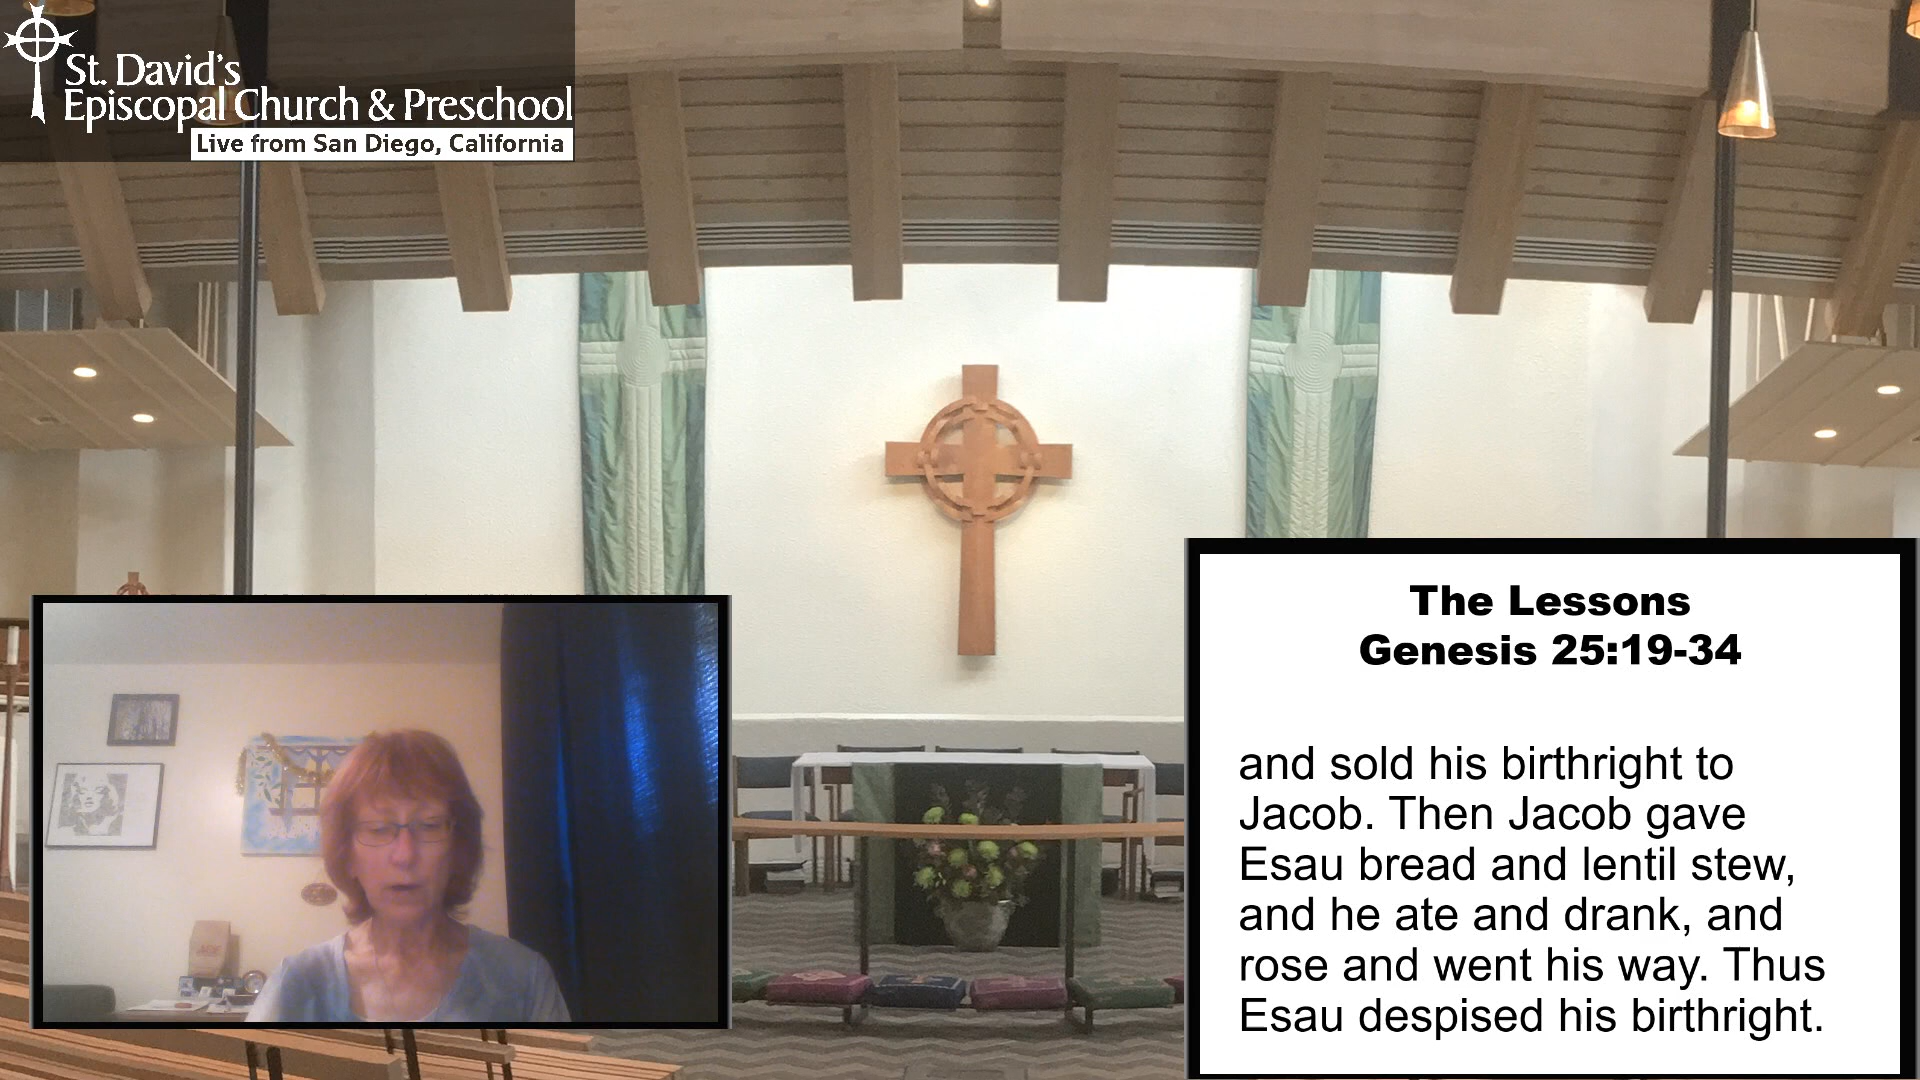 St. David's
Episcopal Church & Preschool
Live from San Diego, California
The Lessons
Genesis 25:19-34
and sold his birthright to
Jacob. Then Jacob gave
Esau bread and lentil stew,
and he ate and drank, and
rose and went his way. Thus
Esau despised his birthright.